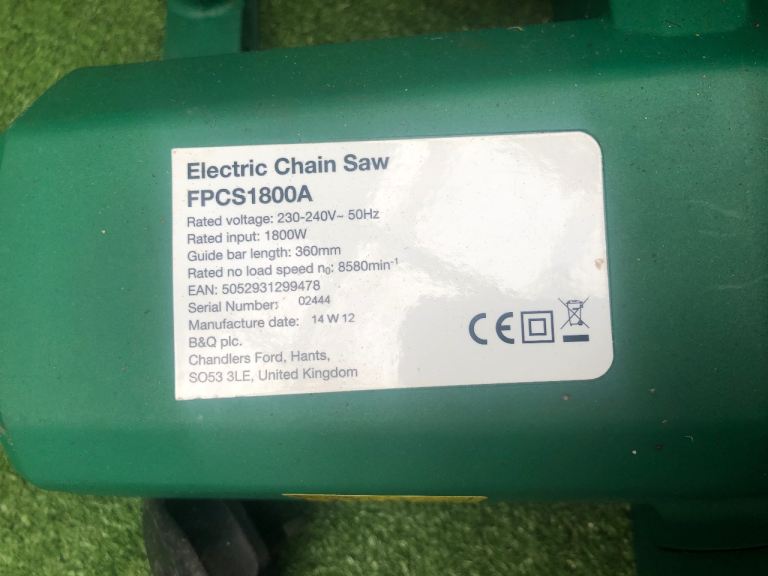 Electric Chain Saw
FPCS1800A
Rated voltage: 230-240V~ 50Hz
Rated input: 1800W
Guide bar length: 360mm
Rated no load speed n₀: 8580min⁻¹
EAN: 5052931299478
Serial Number: 02444
Manufacture date: 14 W 12
B&Q plc.
Chandlers Ford, Hants,
SO53 3LE, United Kingdom
CE